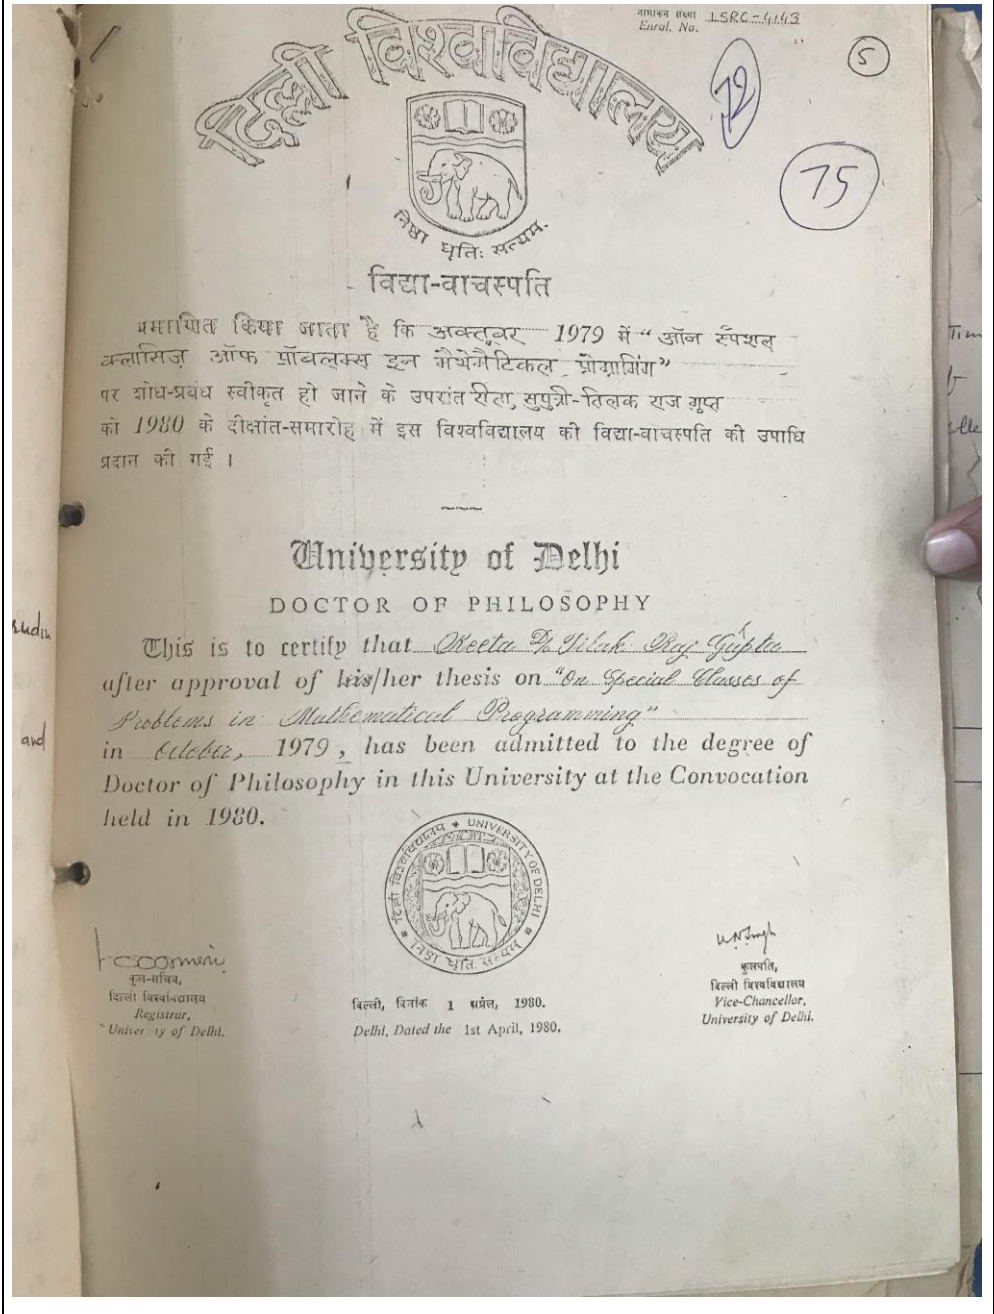 नामांकन संख्या LSRC-4143
Enrol. No.
5
72
75
दिल्ली विश्वविद्यालय
निष्ठा धृतिः सत्यम्
विद्या-वाचस्पति
प्रमाणित किया जाता है कि अक्तूबर 1979 में “ऑन स्पैशल
क्लासिज़ ऑफ प्रॉबलम्स इन मैथेमैटिकल प्रोग्रामिंग”
पर शोध-प्रबंध स्वीकृत हो जाने के उपरांत रीता, सुपुत्री-तिलक राज गुप्त
को 1980 के दीक्षांत-समारोह में इस विश्वविद्यालय की विद्या-वाचस्पति की उपाधि
प्रदान की गई ।
University of Delhi
DOCTOR OF PHILOSOPHY
This is to certify that Reeta D/o Tilak Raj Gupta
after approval of his/her thesis on “On Special Classes of
Problems in Mathematical Programming”
in October, 1979, has been admitted to the degree of
Doctor of Philosophy in this University at the Convocation
held in 1980.
दिल्ली विश्वविद्यालय UNIVERSITY OF DELHI
निष्ठा धृतिः सत्यम्
कुल-सचिव,
दिल्ली विश्वविद्यालय
Registrar,
University of Delhi.
दिल्ली, दिनांक 1 अप्रैल, 1980.
Delhi, Dated the 1st April, 1980.
कुलपति,
दिल्ली विश्वविद्यालय
Vice-Chancellor,
University of Delhi.
and